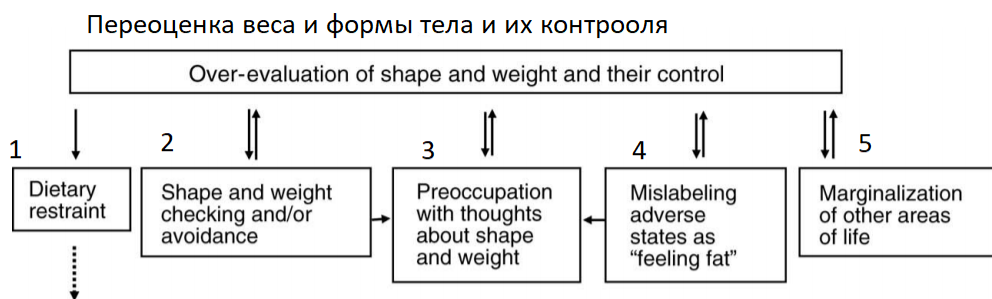 Переоценка веса и формы тела и их контрооля
Over-evaluation of shape and weight and their control
1
2
3
4
5
Dietary
restraint
Shape and weight
checking and/or
avoidance
Preoccupation
with thoughts
about shape
and weight
Mislabeling
adverse
states as
“feeling fat”
Marginalization
of other areas
of life